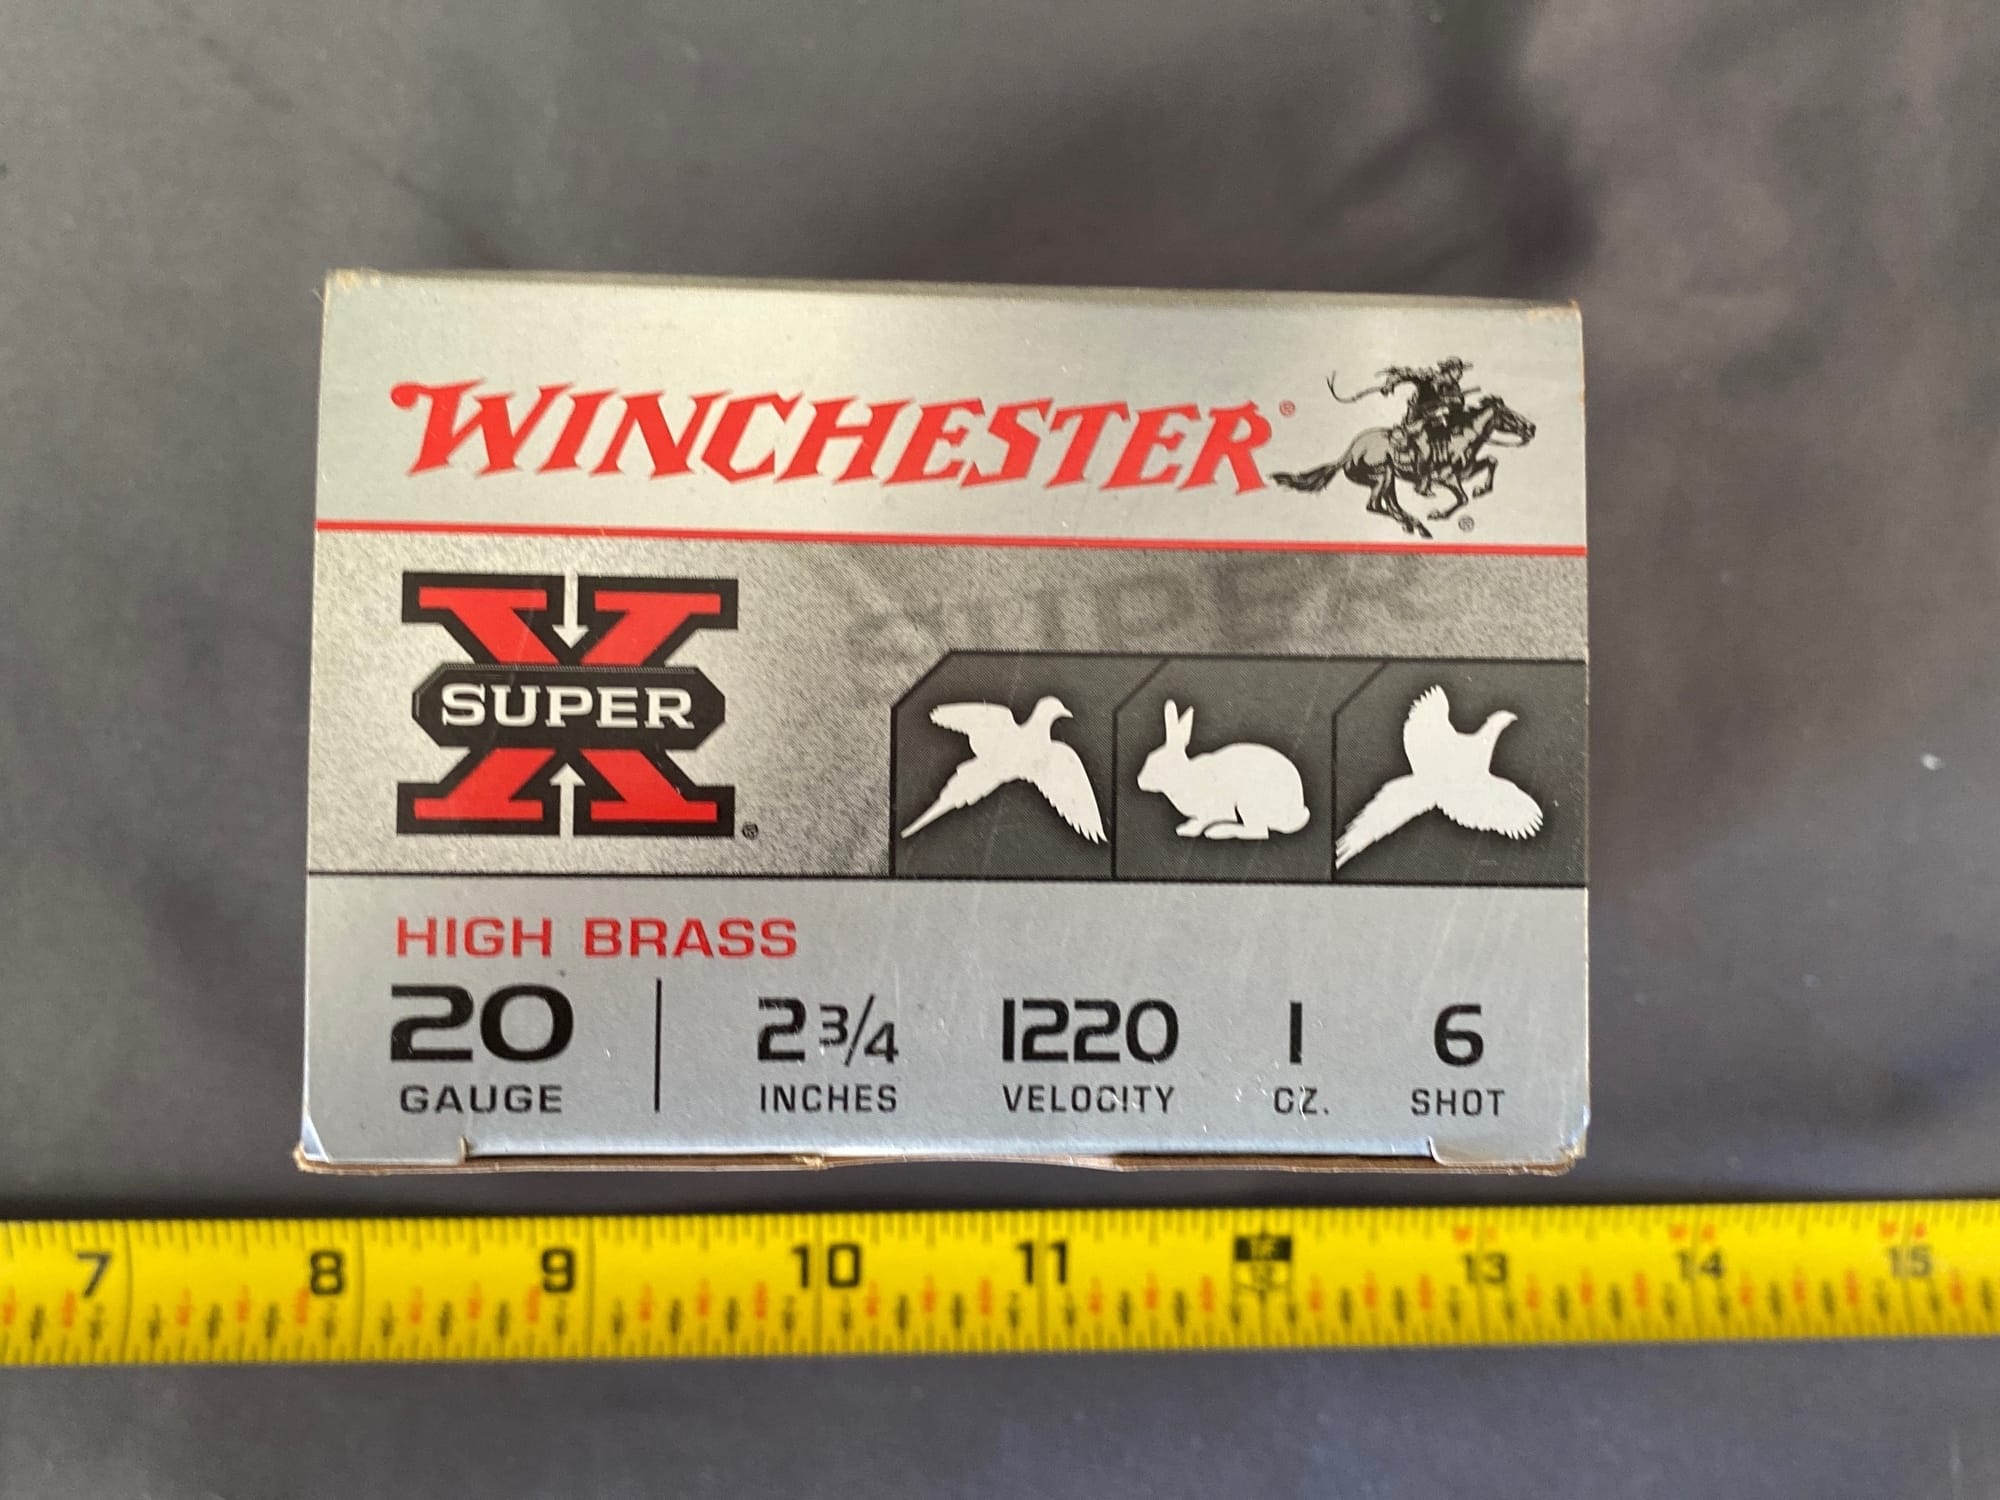 WINCHESTER®
®
SUPER
X
SUPER
®
HIGH BRASS
20 GAUGE
2 3/4 INCHES
1220 VELOCITY
1 OZ.
6 SHOT
7 8 9 10 11 13 14 15